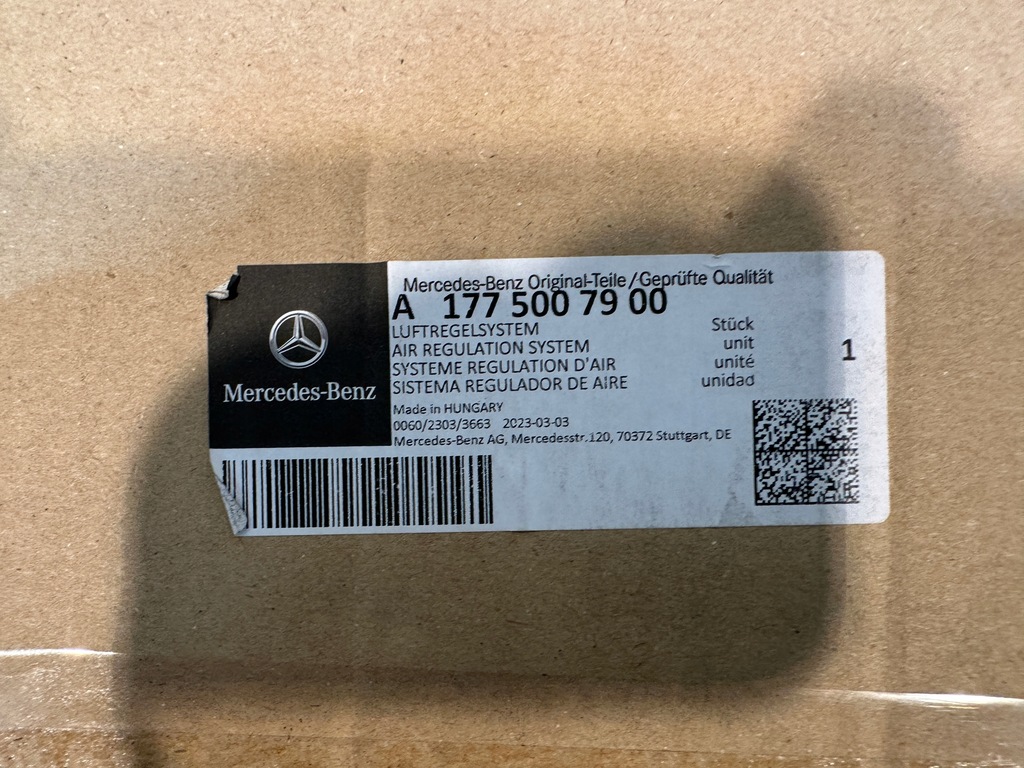 Mercedes-Benz
Mercedes-Benz Original-Teile/Geprüfte Qualität
A 177 500 79 00
LUFTREGELSYSTEM
AIR REGULATION SYSTEM
SYSTEME REGULATION D'AIR
SISTEMA REGULADOR DE AIRE
Stück
unit
unité
unidad
1
Made in HUNGARY
0060/2303/3663 2023-03-03
Mercedes-Benz AG, Mercedesstr.120, 70372 Stuttgart, DE